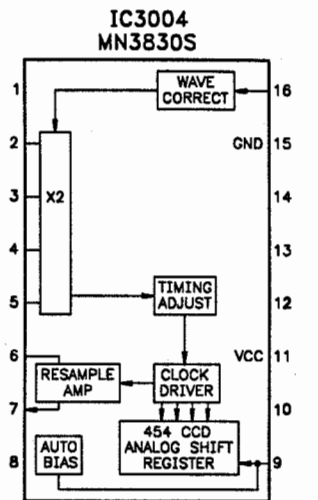 IC3004
MN3830S
1
WAVE
CORRECT
16
2
GND 15
3
X2
14
4
13
5
TIMING
ADJUST
12
6
VCC 11
RESAMPLE
AMP
CLOCK
DRIVER
7
10
454 CCD
ANALOG SHIFT
REGISTER
8
AUTO
BIAS
9